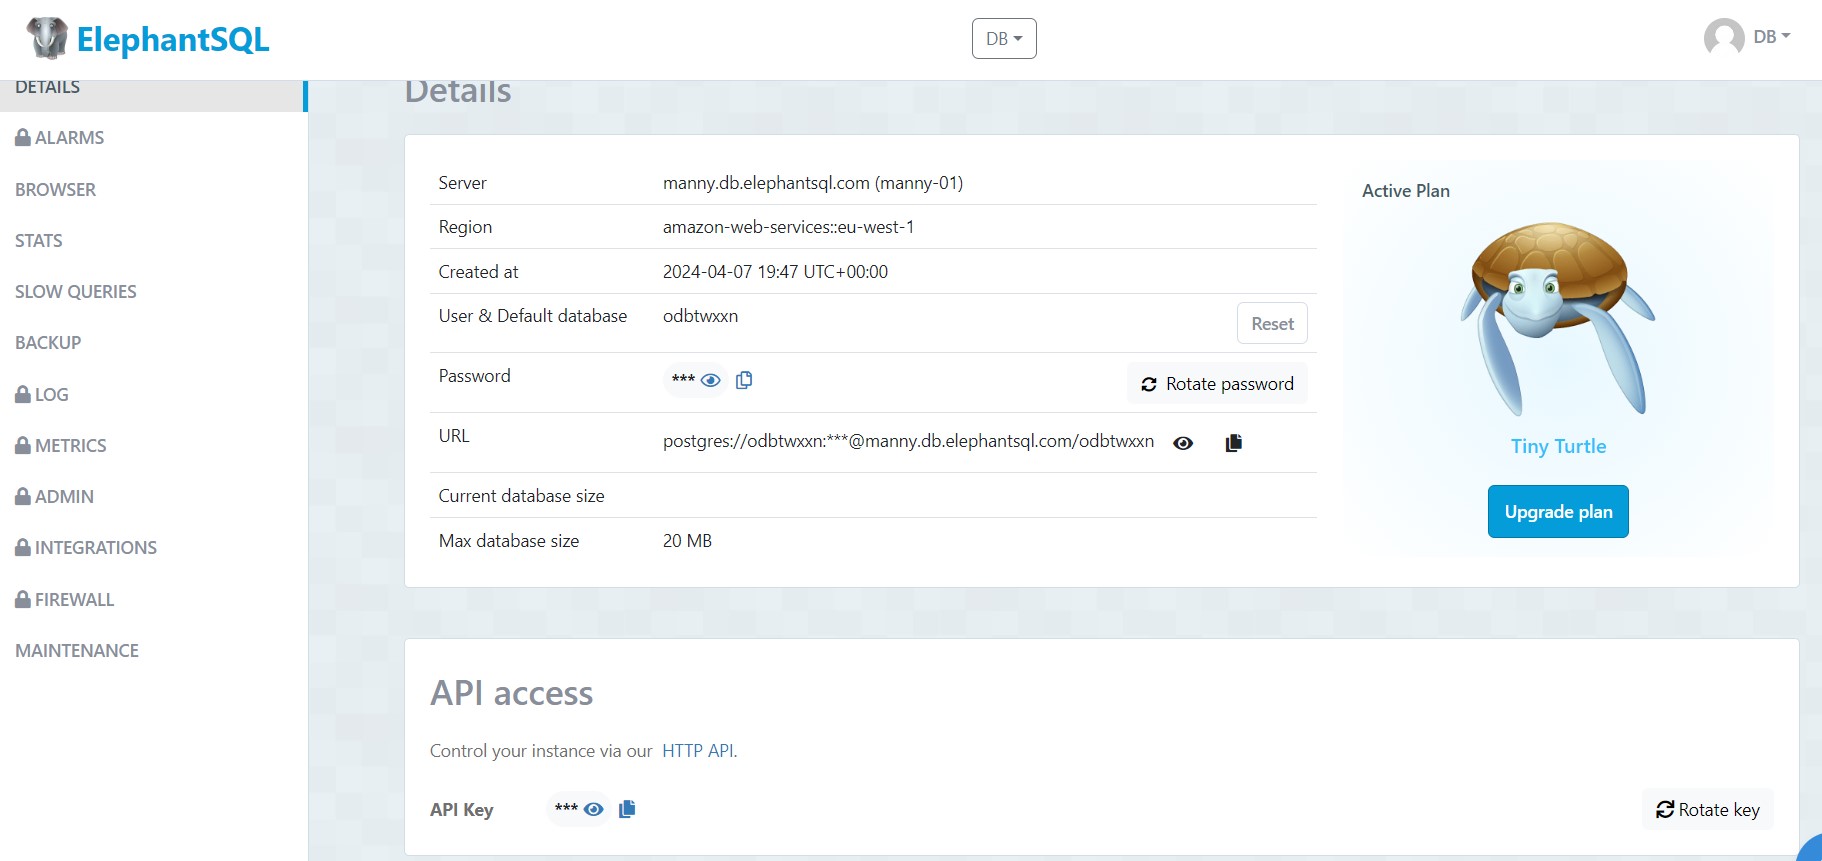 ElephantSQL
DB
DB
DETAILS
ALARMS
BROWSER
STATS
SLOW QUERIES
BACKUP
LOG
METRICS
ADMIN
INTEGRATIONS
FIREWALL
MAINTENANCE
Details
Server manny.db.elephantsql.com (manny-01)
Region amazon-web-services::eu-west-1
Created at 2024-04-07 19:47 UTC+00:00
User & Default database odbtwxxn Reset
Password *** Rotate password
URL postgres://odbtwxxn:***@manny.db.elephantsql.com/odbtwxxn
Current database size
Max database size 20 MB
Active Plan
Tiny Turtle
Upgrade plan
API access
Control your instance via our HTTP API.
API Key *** Rotate key